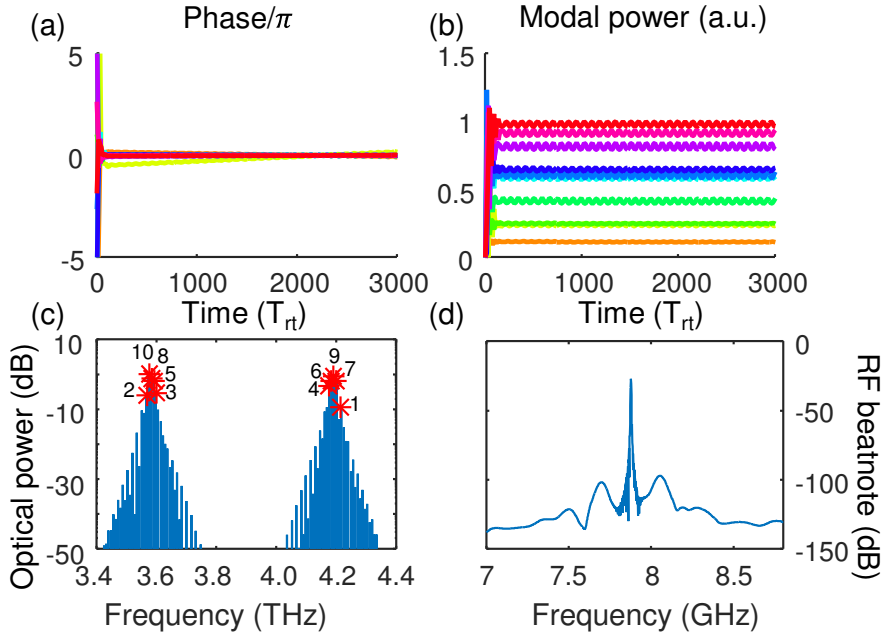 (a) Phase/π
(b) Modal power (a.u.)
5
0
-5
0 1000 2000 3000
Time (T_rt)
1.5
1
0.5
0
0 1000 2000 3000
Time (T_rt)
(c)
Optical power (dB)
10
-10
-30
-50
10 8
5
2 3
9
6 7
4
1
3.4 3.6 3.8 4.0 4.2 4.4
Frequency (THz)
(d)
0
-50
-100
-150
RF beatnote (dB)
7 7.5 8 8.5
Frequency (GHz)